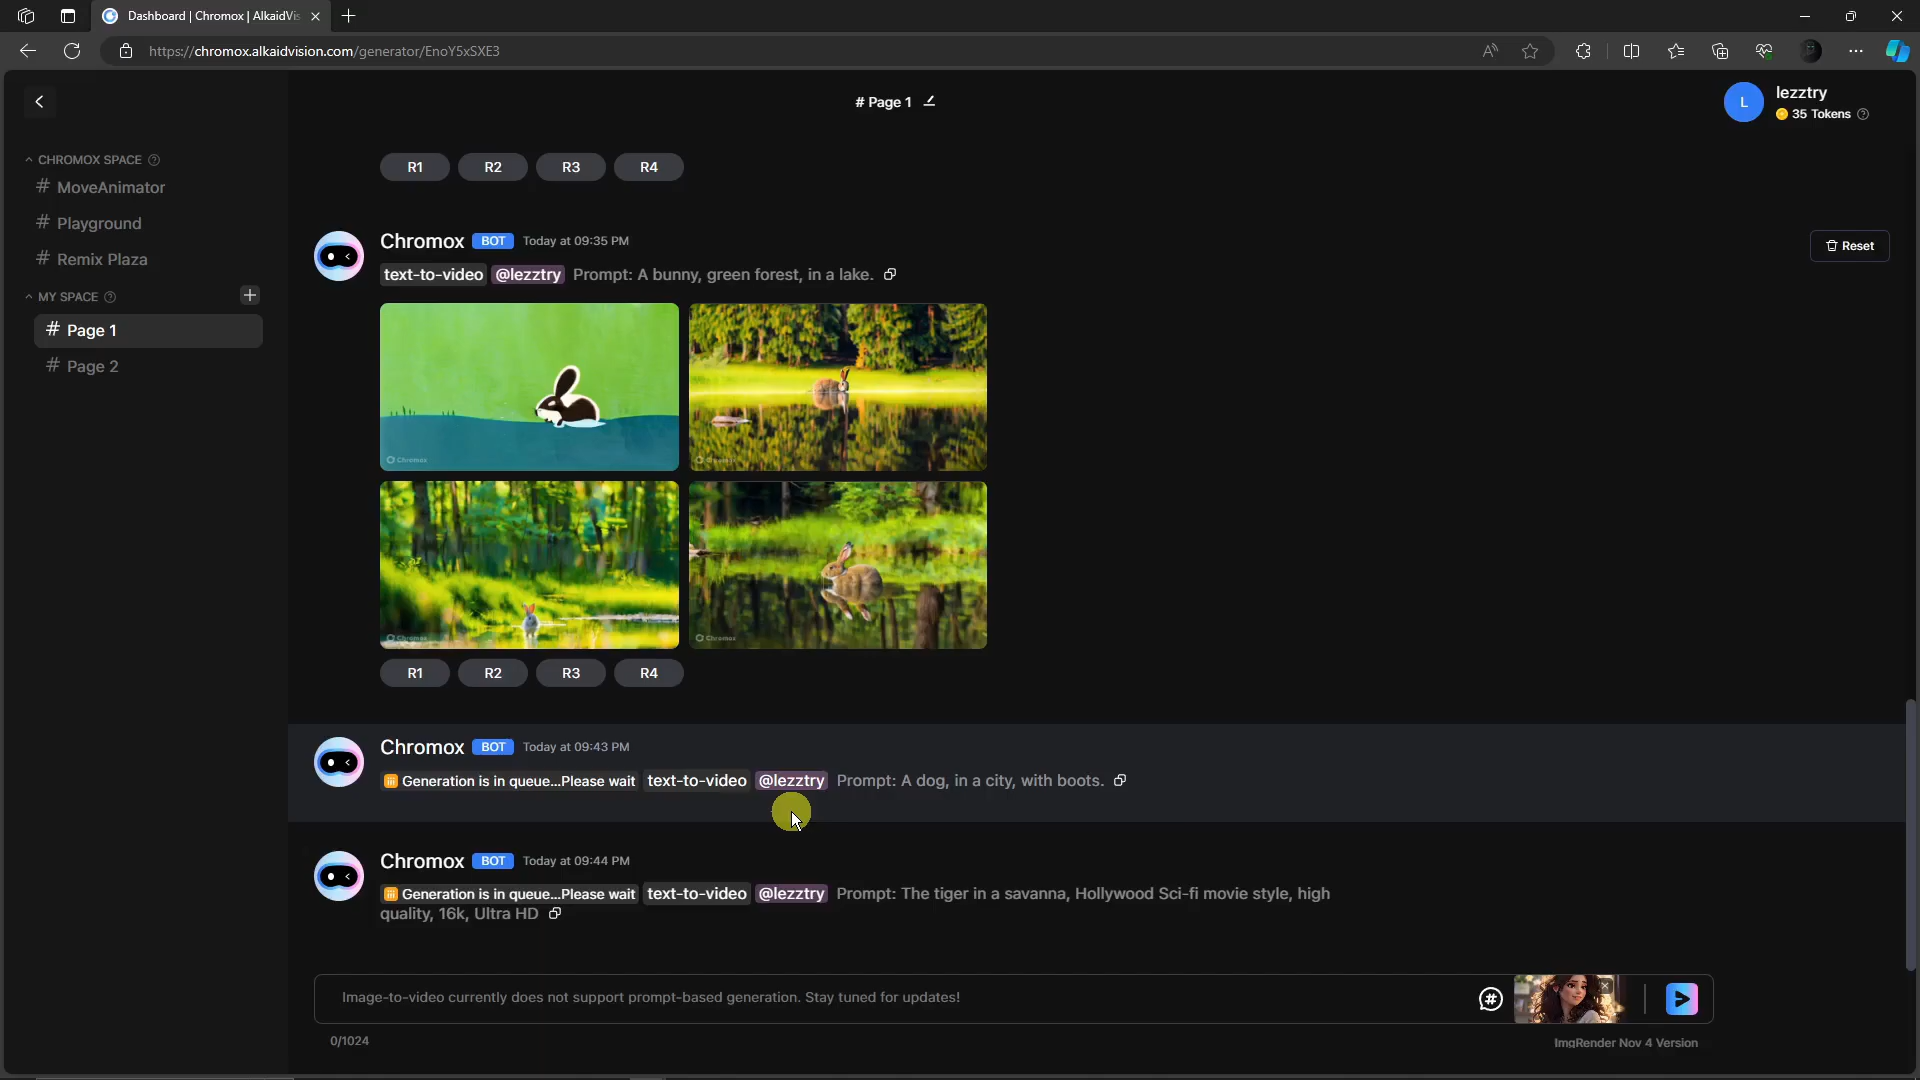 Dashboard | Chromox | AlkaidVis
https://chromox.alkaidvision.com/generator/EnoY5xSXE3
# Page 1
L
lezztry
35 Tokens
CHROMOX SPACE
# MoveAnimator
# Playground
# Remix Plaza
MY SPACE
# Page 1
# Page 2
R1 R2 R3 R4
Chromox BOT Today at 09:35 PM
Reset
text-to-video @lezztry Prompt: A bunny, green forest, in a lake.
Chromox
Chromox
Chromox
Chromox
R1 R2 R3 R4
Chromox BOT Today at 09:43 PM
Generation is in queue...Please wait text-to-video @lezztry Prompt: A dog, in a city, with boots.
Chromox BOT Today at 09:44 PM
Generation is in queue...Please wait text-to-video @lezztry Prompt: The tiger in a savanna, Hollywood Sci-fi movie style, high
quality, 16k, Ultra HD
Image-to-video currently does not support prompt-based generation. Stay tuned for updates!
0/1024
ImgRender Nov 4 Version